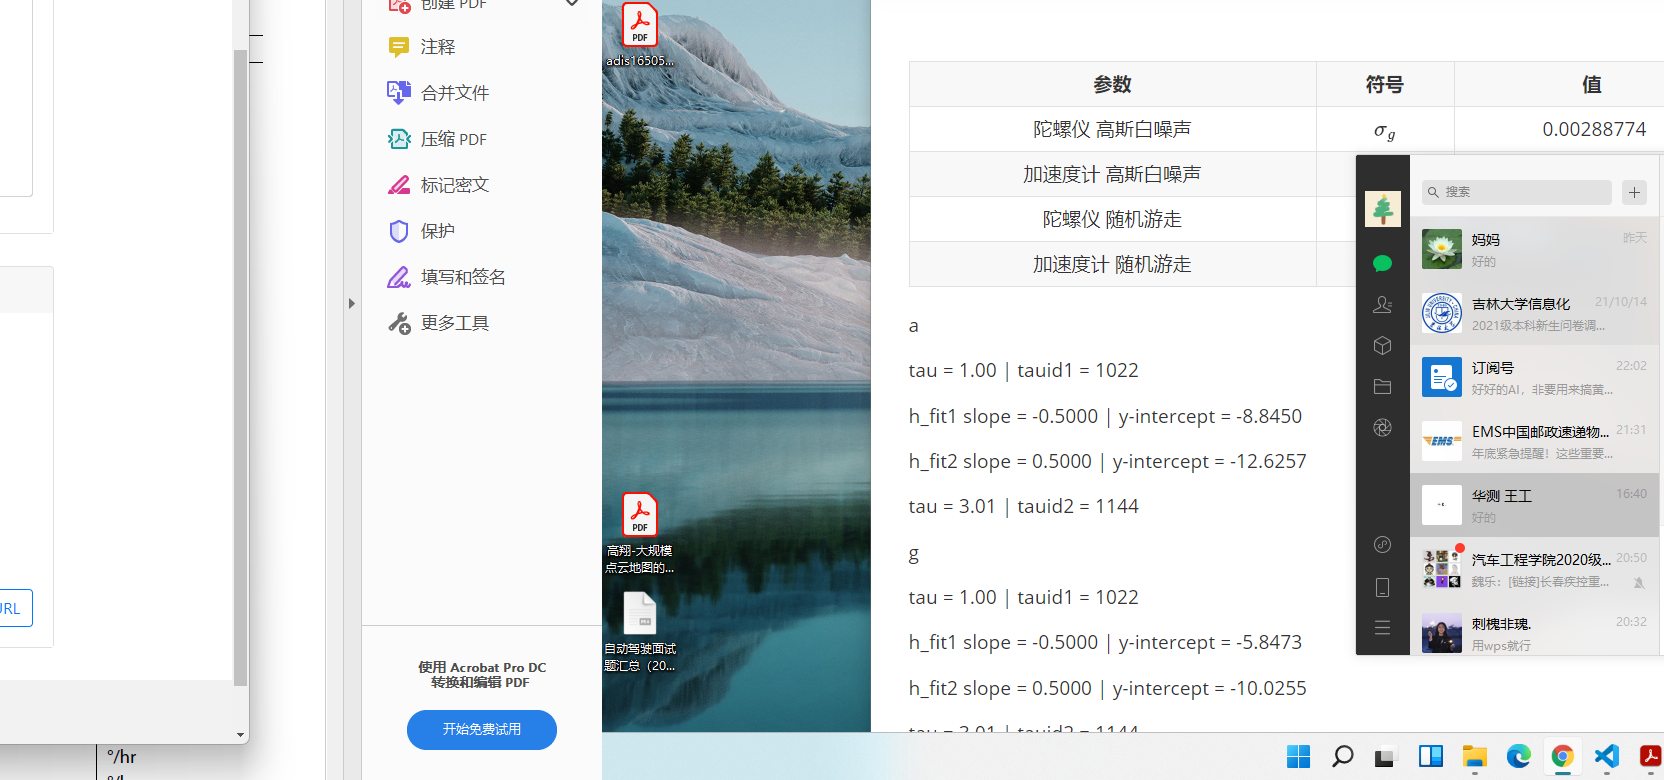 URL
°/hr
创建 PDF
注释
合并文件
压缩 PDF
标记密文
保护
填写和签名
更多工具
使用 Acrobat Pro DC
转换和编辑 PDF
开始免费试用
PDF
adis16505...
PDF
高翔-大规模
点云地图的...
自动驾驶面试
题汇总（20...
参数 符号 值
陀螺仪 高斯白噪声 σg 0.00288774
加速度计 高斯白噪声
陀螺仪 随机游走
加速度计 随机游走
a
tau = 1.00 | tauid1 = 1022
h_fit1 slope = -0.5000 | y-intercept = -8.8450
h_fit2 slope = 0.5000 | y-intercept = -12.6257
tau = 3.01 | tauid2 = 1144
g
tau = 1.00 | tauid1 = 1022
h_fit1 slope = -0.5000 | y-intercept = -5.8473
h_fit2 slope = 0.5000 | y-intercept = -10.0255
tau = 3.01 | tauid2 = 1144
搜索
妈妈 昨天
好的
吉林大学信息化 21/10/14
2021级本科新生问卷调...
订阅号 22:02
好好的AI，非要用来搞黄...
EMS
EMS中国邮政速递物... 21:31
年底紧急提醒！这些重要...
华测 王工 16:40
好的
汽车工程学院2020级... 20:50
魏乐：[链接]长春疾控重...
刺槐非瑰. 20:32
用wps就行